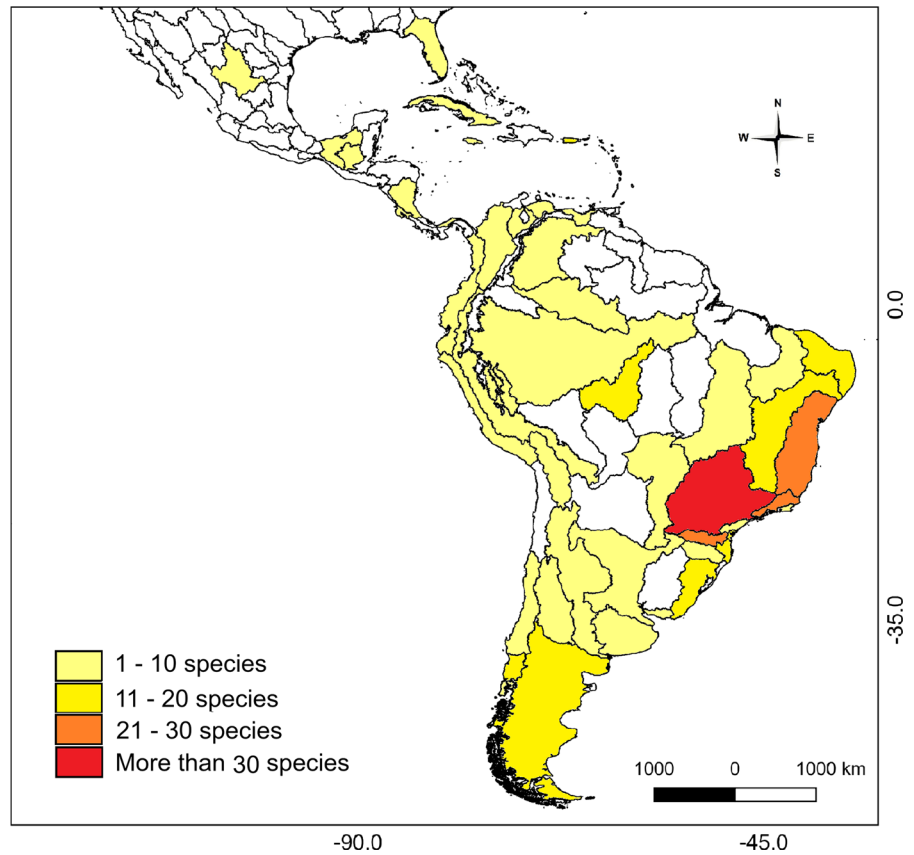 N
W E
S
0.0
-35.0
1 - 10 species
11 - 20 species
21 - 30 species
More than 30 species
1000 0 1000 km
-90.0 -45.0